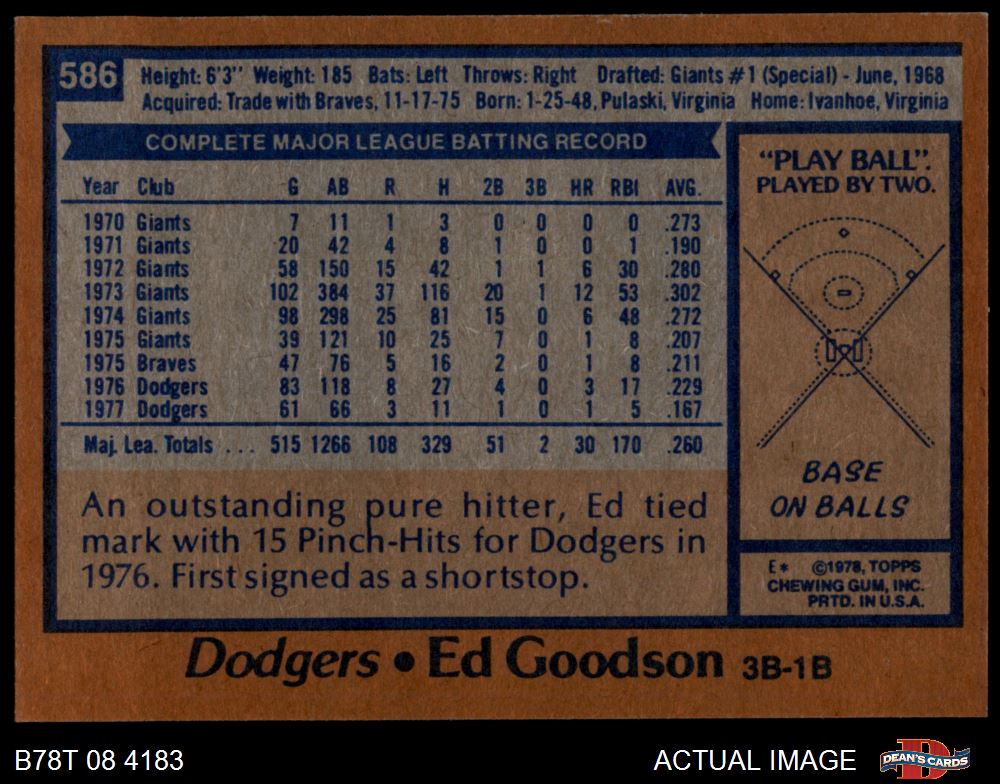 586 Height: 6'3" Weight: 185 Bats: Left Throws: Right Drafted: Giants #1 (Special) - June, 1968
Acquired: Trade with Braves, 11-17-75 Born: 1-25-48, Pulaski, Virginia Home: Ivanhoe, Virginia
COMPLETE MAJOR LEAGUE BATTING RECORD
Year Club G AB R H 2B 3B HR RBI AVG.
1970 Giants 7 11 1 3 0 0 0 0 .273
1971 Giants 20 42 4 8 1 0 0 1 .190
1972 Giants 58 150 15 42 1 1 6 30 .280
1973 Giants 102 384 37 116 20 1 12 53 .302
1974 Giants 98 298 25 81 15 0 6 48 .272
1975 Giants 39 121 10 25 7 0 1 8 .207
1975 Braves 47 76 5 16 2 0 1 8 .211
1976 Dodgers 83 118 8 27 4 0 3 17 .229
1977 Dodgers 61 66 3 11 1 0 1 5 .167
Maj. Lea. Totals . . . 515 1266 108 329 51 2 30 170 .260
An outstanding pure hitter, Ed tied
mark with 15 Pinch-Hits for Dodgers in
1976. First signed as a shortstop.
"PLAY BALL".
PLAYED BY TWO.
BASE
ON BALLS
E* ©1978, TOPPS
CHEWING GUM, INC.
PRTD. IN U.S.A.
Dodgers • Ed Goodson 3B-1B
B78T 08 4183 ACTUAL IMAGE DEAN'S CARDS